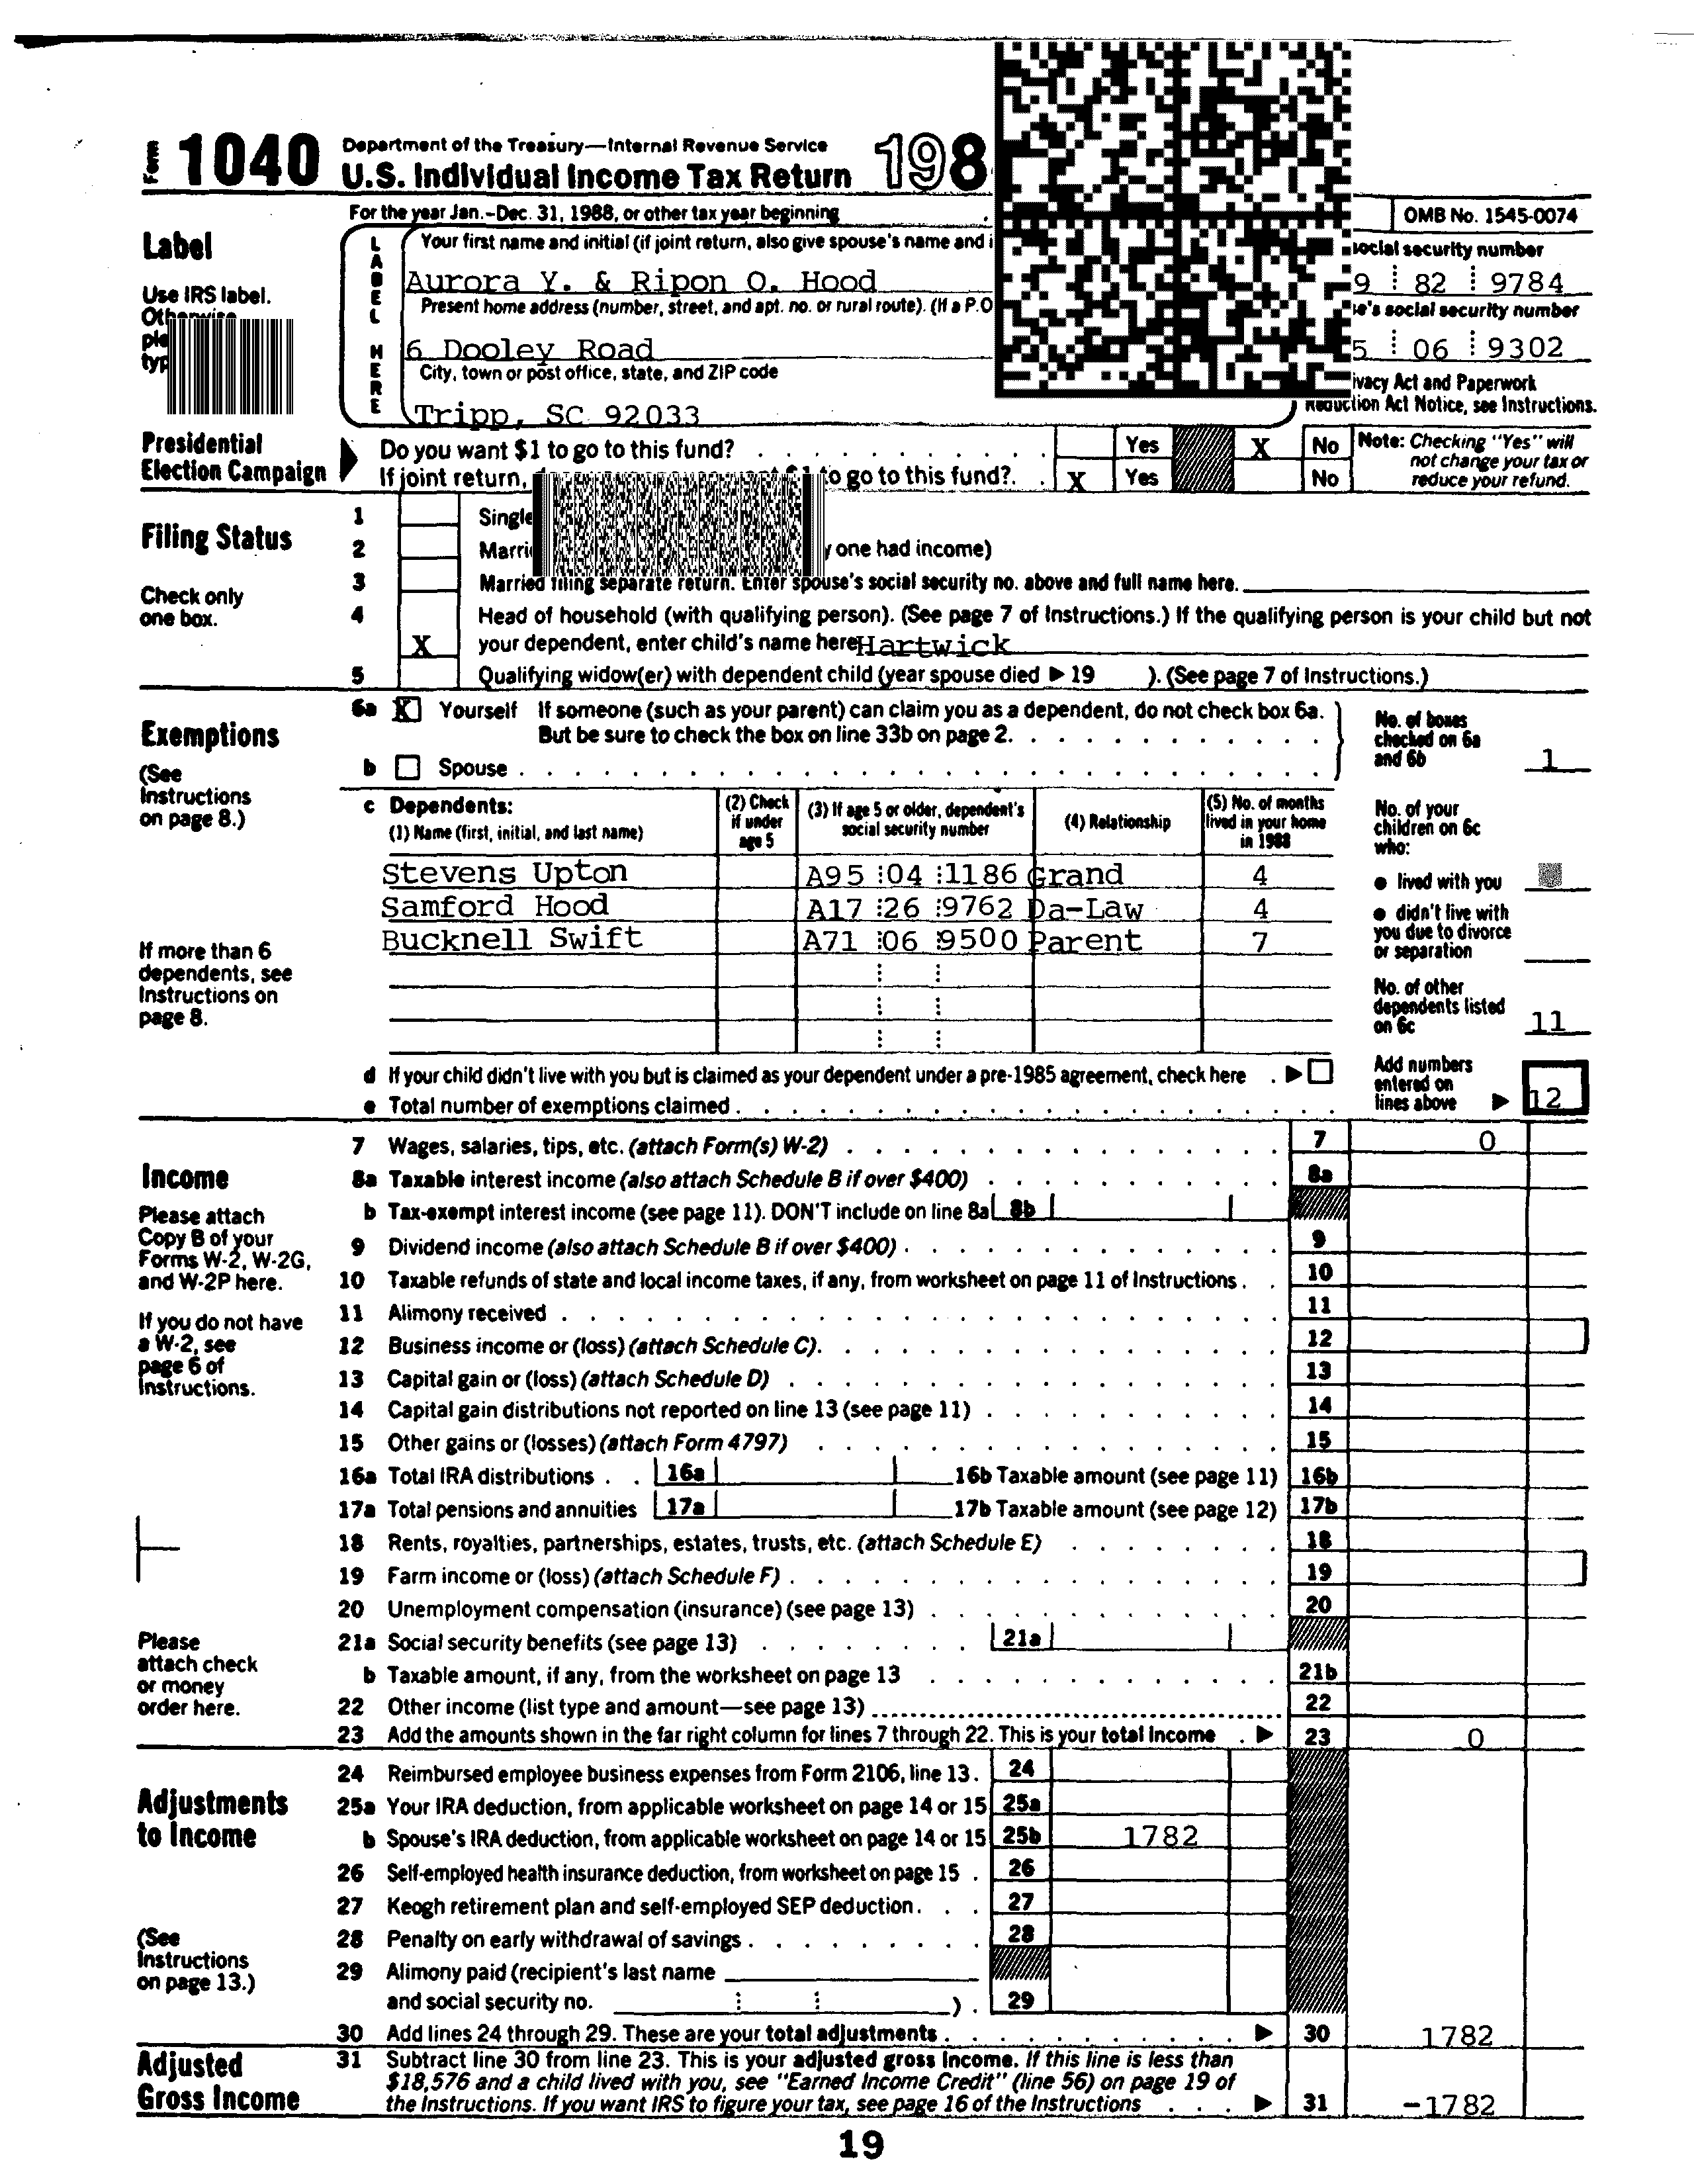 Form 1040 Department of the Treasury—Internal Revenue Service
U.S. Individual Income Tax Return 198
For the year Jan.-Dec. 31, 1988, or other tax year beginning
OMB No. 1545-0074
Label
Use IRS label.
Otherwise
LABEL HERE
Your first name and initial (if joint return, also give spouse's name and
social security number
Aurora Y. & Ripon O. Hood
9 82 9784
Present home address (number, street, and apt. no. or rural route). (If a P.O
social security number
6 Dooley Road
5 06 9302
City, town or post office, state, and ZIP code
Act and Paperwork
Reduction Act Notice, see Instructions.
Tripp, SC 92033
Presidential
Election Campaign
Do you want $1 to go to this fund? Yes X No
If joint return, to go to this fund? X Yes No
Note: Checking "Yes" will
not change your tax or
reduce your refund.
Filing Status
Check only
one box.
1 Single
2 one had income)
3 Married filing separate return. Enter spouse's social security no. above and full name here.
4 Head of household (with qualifying person). (See page 7 of Instructions.) If the qualifying person is your child but not
X your dependent, enter child's name here Hartwick
5 Qualifying widow(er) with dependent child (year spouse died ▶ 19 ). (See page 7 of Instructions.)
Exemptions
(See
Instructions
on page 8.)
6a X Yourself If someone (such as your parent) can claim you as a dependent, do not check box 6a.
But be sure to check the box on line 33b on page 2.
b Spouse
No. of boxes
checked on 6a
and 6b 1
c Dependents:
(1) Name (first, initial, and last name)
(2) Check
if under
age 5
(3) If age 5 or older, dependent's
social security number
(4) Relationship
(5) No. of months
lived in your home
in 1988
Stevens Upton A95 04 1186 Grand 4
Samford Hood A17 26 9762 Da-Law 4
Bucknell Swift A71 06 9500 Parent 7
No. of your
children on 6c
who:
● lived with you
● didn't live with
you due to divorce
or separation
No. of other
dependents listed
on 6c 11
If more than 6
dependents, see
Instructions on
page 8.
d If your child didn't live with you but is claimed as your dependent under a pre-1985 agreement, check here ▶
e Total number of exemptions claimed
Add numbers
entered on
lines above ▶ 12
Income
Please attach
Copy B of your
Forms W-2, W-2G,
and W-2P here.
If you do not have
a W-2, see
page 6 of
Instructions.
Please
attach check
or money
order here.
7 Wages, salaries, tips, etc. (attach Form(s) W-2) 7 0
8a Taxable interest income (also attach Schedule B if over $400) 8a
b Tax-exempt interest income (see page 11). DON'T include on line 8a 8b
9 Dividend income (also attach Schedule B if over $400) 9
10 Taxable refunds of state and local income taxes, if any, from worksheet on page 11 of Instructions 10
11 Alimony received 11
12 Business income or (loss) (attach Schedule C) 12
13 Capital gain or (loss) (attach Schedule D) 13
14 Capital gain distributions not reported on line 13 (see page 11) 14
15 Other gains or (losses) (attach Form 4797) 15
16a Total IRA distributions 16a 16b Taxable amount (see page 11) 16b
17a Total pensions and annuities 17a 17b Taxable amount (see page 12) 17b
18 Rents, royalties, partnerships, estates, trusts, etc. (attach Schedule E) 18
19 Farm income or (loss) (attach Schedule F) 19
20 Unemployment compensation (insurance) (see page 13) 20
21a Social security benefits (see page 13) 21a
b Taxable amount, if any, from the worksheet on page 13 21b
22 Other income (list type and amount—see page 13) 22
23 Add the amounts shown in the far right column for lines 7 through 22. This is your total income ▶ 23 0
Adjustments
to Income
(See
Instructions
on page 13.)
24 Reimbursed employee business expenses from Form 2106, line 13. 24
25a Your IRA deduction, from applicable worksheet on page 14 or 15 25a
b Spouse's IRA deduction, from applicable worksheet on page 14 or 15 25b 1782
26 Self-employed health insurance deduction, from worksheet on page 15 26
27 Keogh retirement plan and self-employed SEP deduction 27
28 Penalty on early withdrawal of savings 28
29 Alimony paid (recipient's last name
and social security no. ) 29
30 Add lines 24 through 29. These are your total adjustments ▶ 30 1782
Adjusted
Gross Income
31 Subtract line 30 from line 23. This is your adjusted gross income. If this line is less than
$18,576 and a child lived with you, see "Earned Income Credit" (line 56) on page 19 of
the Instructions. If you want IRS to figure your tax, see page 16 of the Instructions ▶ 31 -1782
19